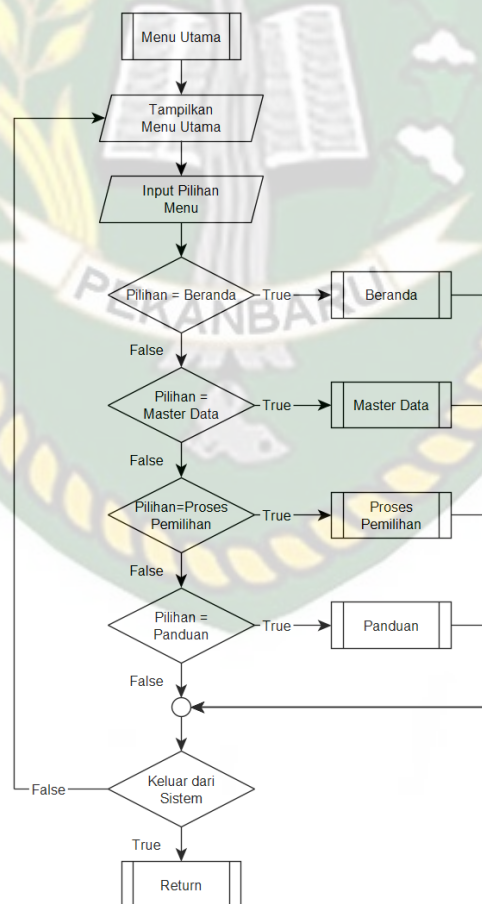 Menu Utama
Tampilkan
Menu Utama
Input Pilihan
Menu
PEKANBARU
Pilihan = Beranda
True
Beranda
False
Pilihan =
Master Data
True
Master Data
False
Pilihan=Proses
Pemilihan
True
Proses
Pemilihan
False
Pilihan =
Panduan
True
Panduan
False
Keluar dari
Sistem
False
True
Return